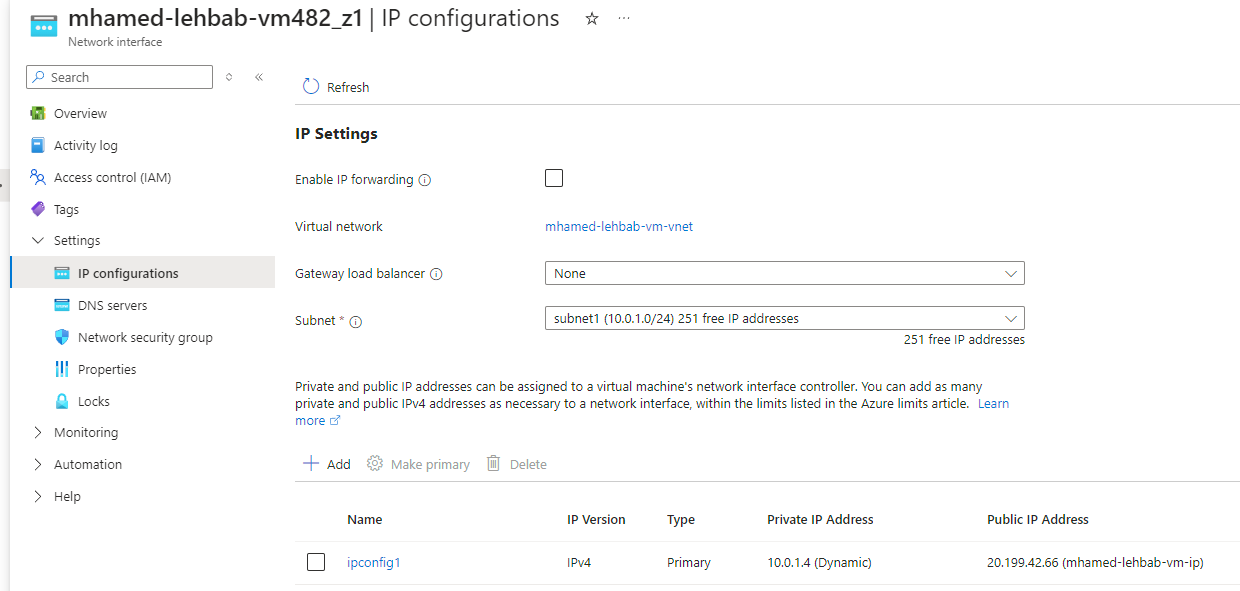 mhamed-lehbab-vm482_z1 | IP configurations
Network interface
Search
Overview
Activity log
Access control (IAM)
Tags
Settings
IP configurations
DNS servers
Network security group
Properties
Locks
Monitoring
Automation
Help
Refresh
IP Settings
Enable IP forwarding
Virtual network mhamed-lehbab-vm-vnet
Gateway load balancer None
Subnet * subnet1 (10.0.1.0/24) 251 free IP addresses
251 free IP addresses
Private and public IP addresses can be assigned to a virtual machine's network interface controller. You can add as many
private and public IPv4 addresses as necessary to a network interface, within the limits listed in the Azure limits article. Learn
more
Add Make primary Delete
Name IP Version Type Private IP Address Public IP Address
ipconfig1 IPv4 Primary 10.0.1.4 (Dynamic) 20.199.42.66 (mhamed-lehbab-vm-ip)